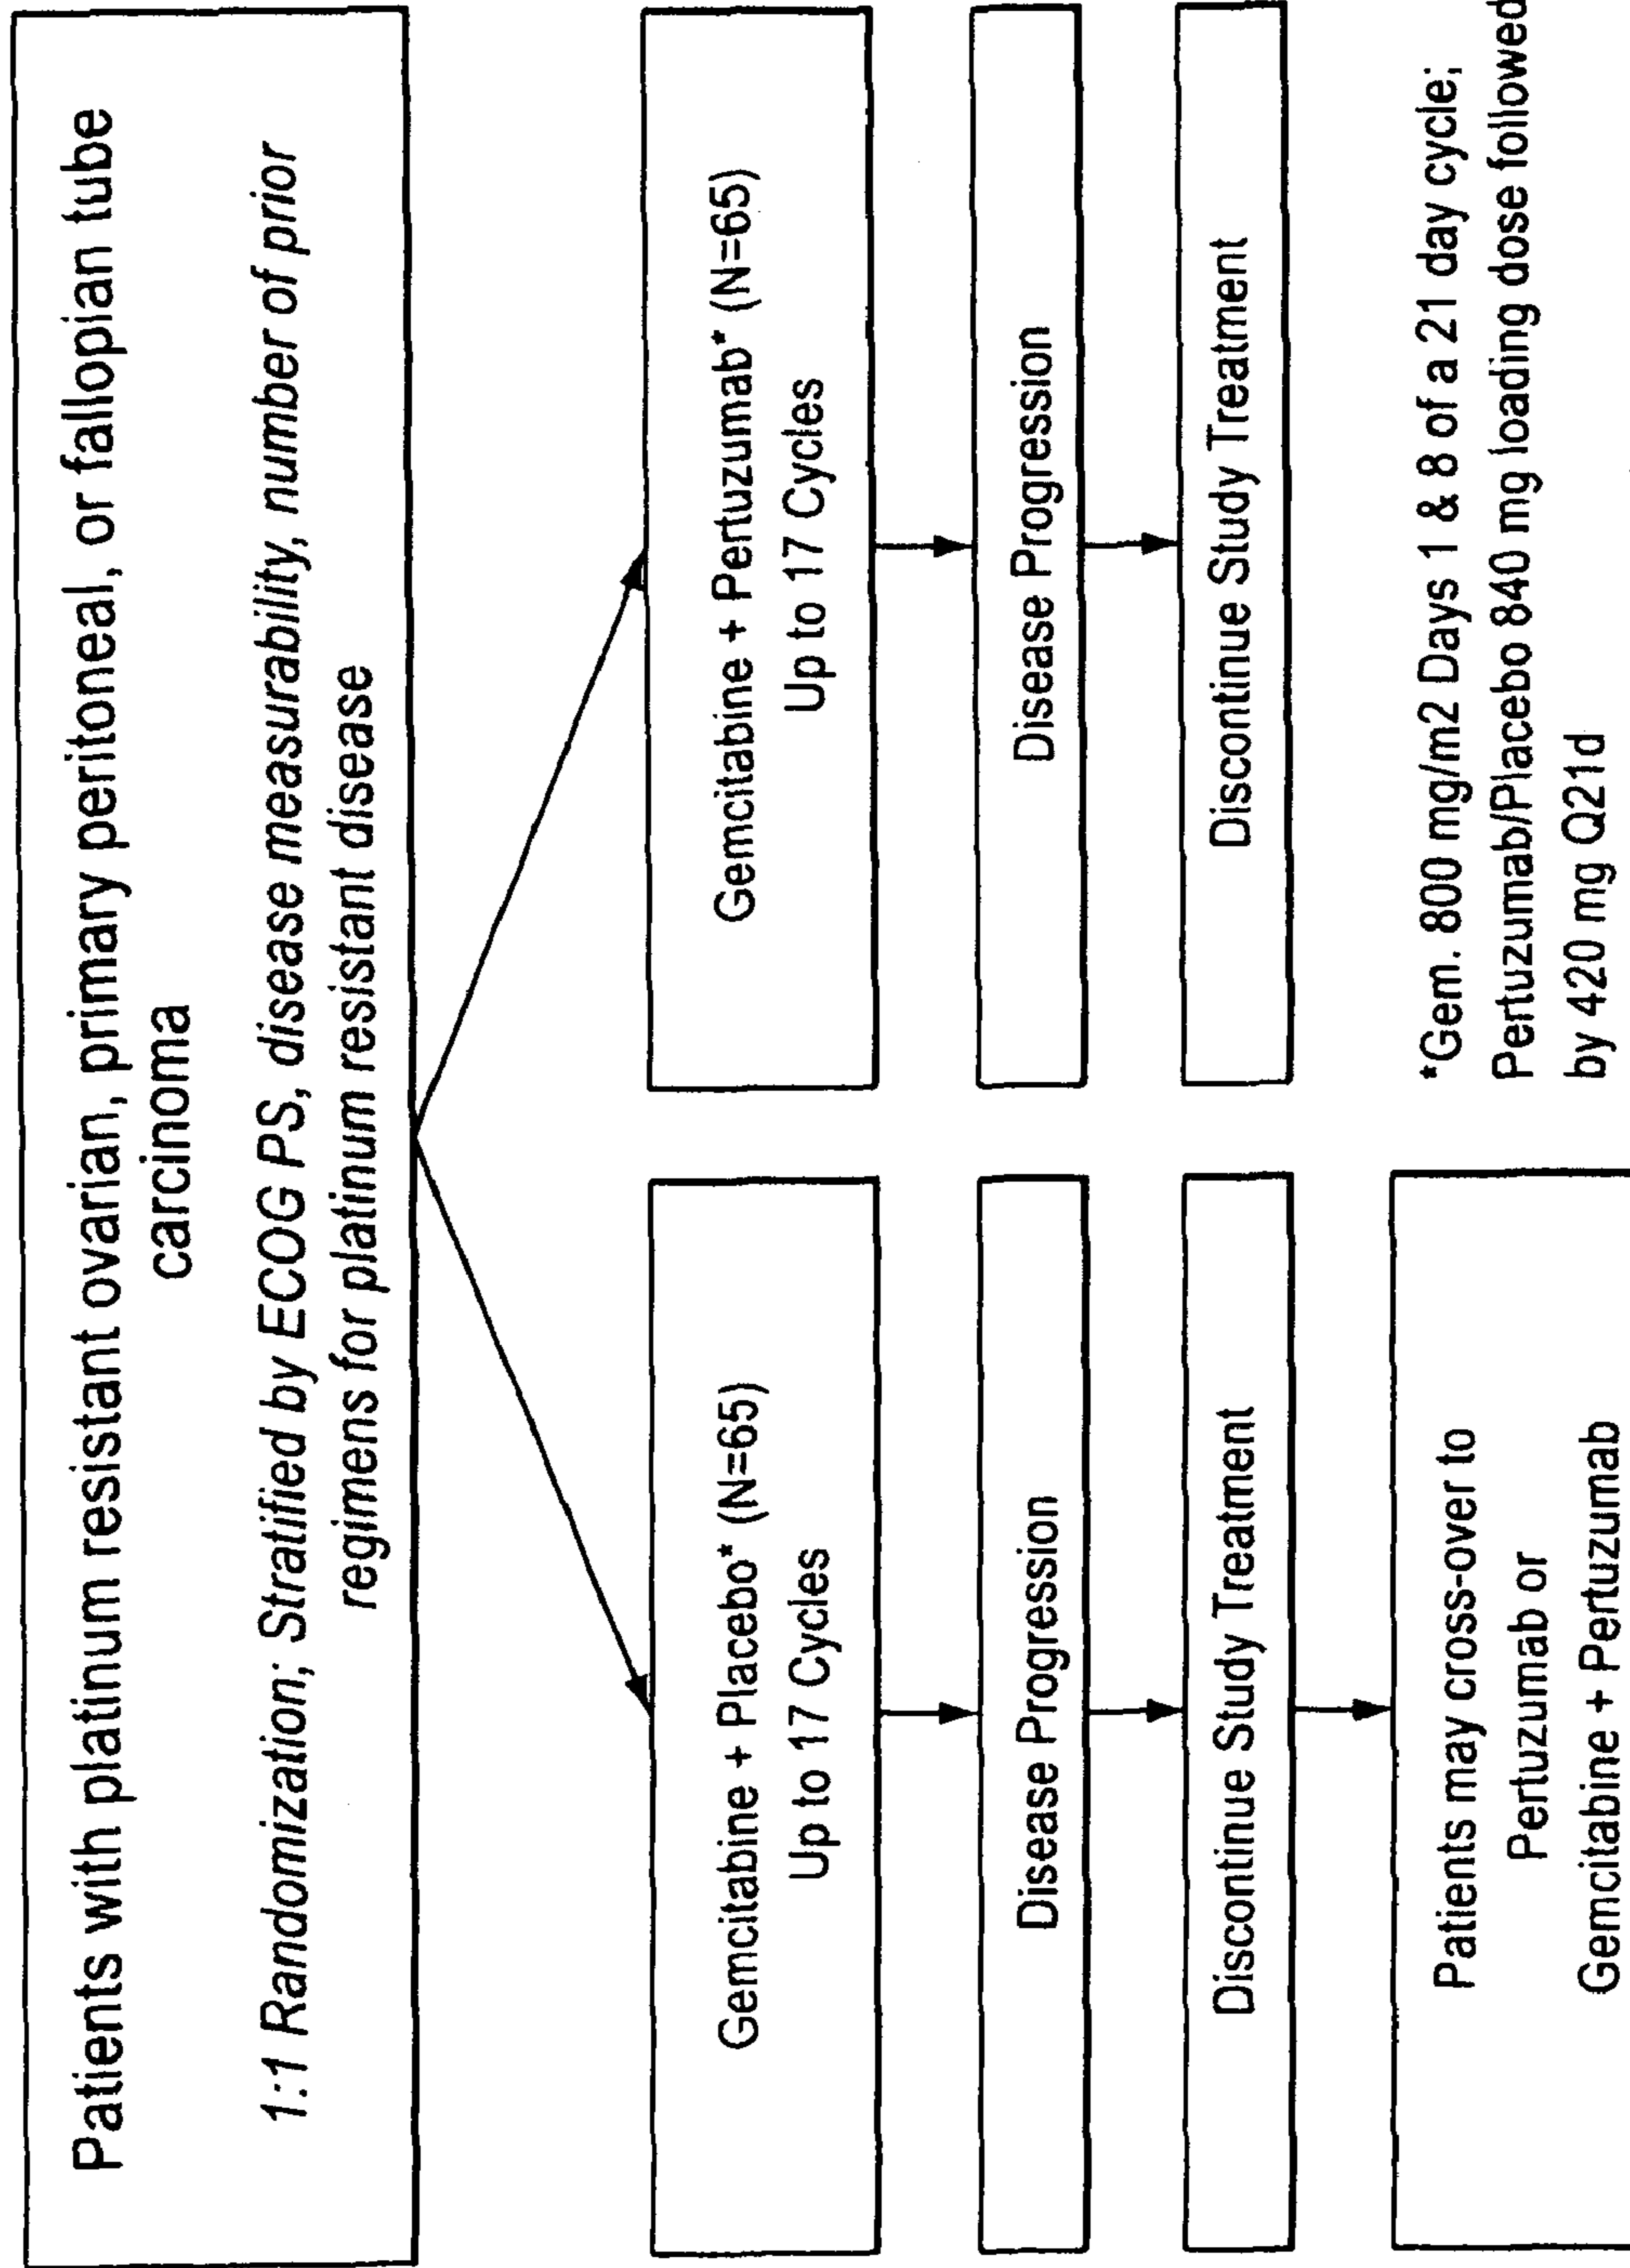 Patients with platinum resistant ovarian, primary peritoneal, or fallopian tube
carcinoma
1:1 Randomization; Stratified by ECOG PS, disease measurability, number of prior
regimens for platinum resistant disease
Gemcitabine + Placebo* (N=65)
Up to 17 Cycles
Disease Progression
Discontinue Study Treatment
Patients may cross-over to
Pertuzumab or
Gemcitabine + Pertuzumab
Gemcitabine + Pertuzumab* (N=65)
Up to 17 Cycles
Disease Progression
Discontinue Study Treatment
*Gem. 800 mg/m2 Days 1 & 8 of a 21 day cycle;
Pertuzumab/Placebo 840 mg loading dose followed
by 420 mg Q21d